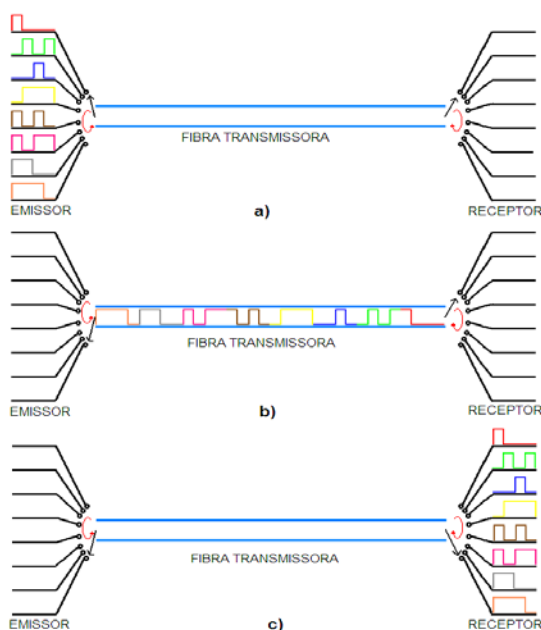 FIBRA TRANSMISSORA
EMISSOR
a)
RECEPTOR
FIBRA TRANSMISSORA
EMISSOR
b)
RECEPTOR
FIBRA TRANSMISSORA
EMISSOR
c)
RECEPTOR